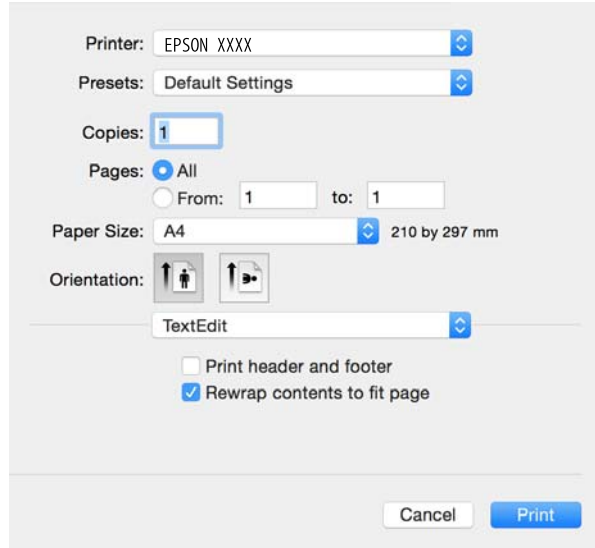 Printer: EPSON XXXX
Presets: Default Settings
Copies: 1
Pages: All
From: 1 to: 1
Paper Size: A4 210 by 297 mm
Orientation:
TextEdit
Print header and footer
Rewrap contents to fit page
Cancel Print